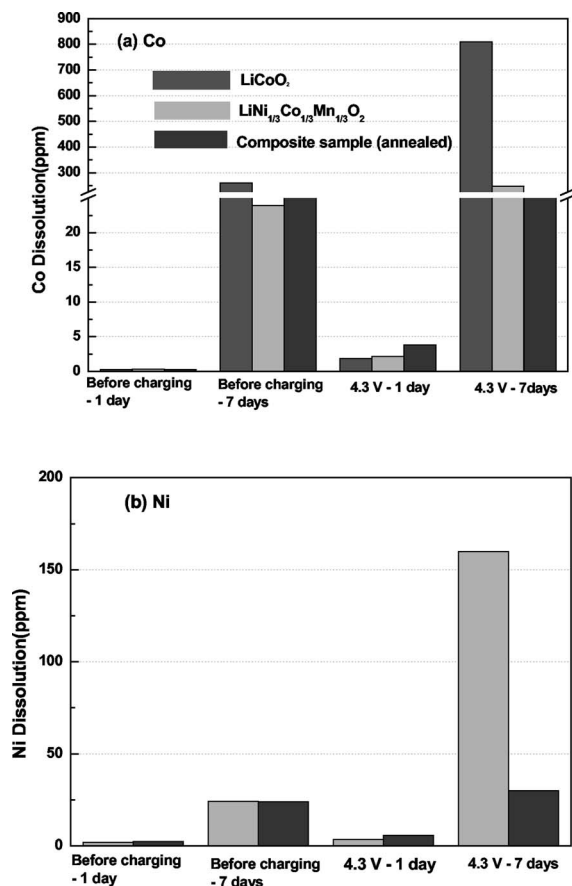 (a) Co
LiCoO₂
LiNi₁/₃Co₁/₃Mn₁/₃O₂
Composite sample (annealed)
Co Dissolution(ppm)
900
800
700
600
500
400
300
20
15
10
5
0
Before charging
- 1 day
Before charging
- 7 days
4.3 V - 1 day
4.3 V - 7days
(b) Ni
Ni Dissolution(ppm)
200
150
100
50
0
Before charging
- 1 day
Before charging
- 7 days
4.3 V - 1 day
4.3 V - 7 days